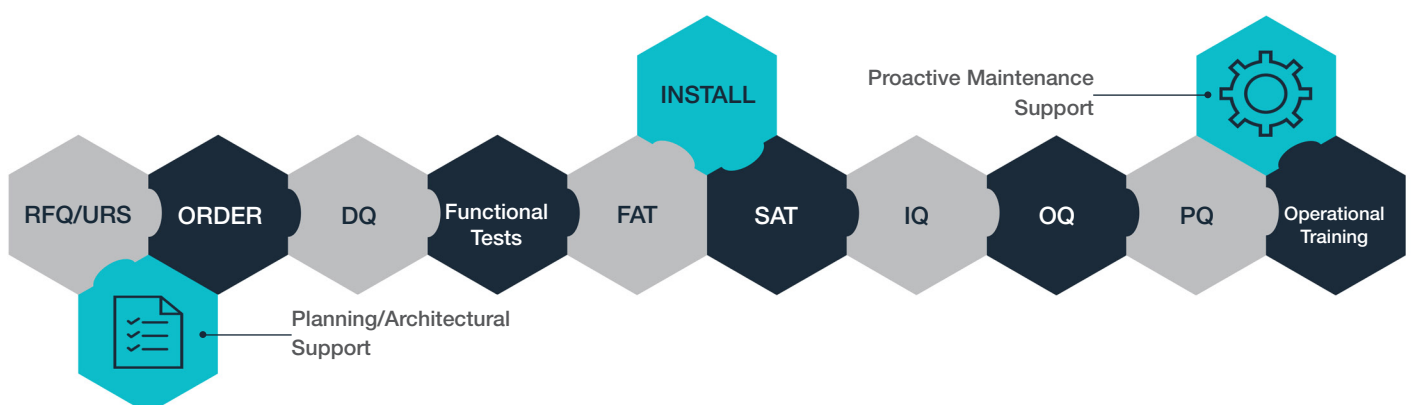 INSTALL
Proactive Maintenance
Support
RFQ/URS
ORDER
DQ
Functional
Tests
FAT
SAT
IQ
OQ
PQ
Operational
Training
Planning/Architectural
Support